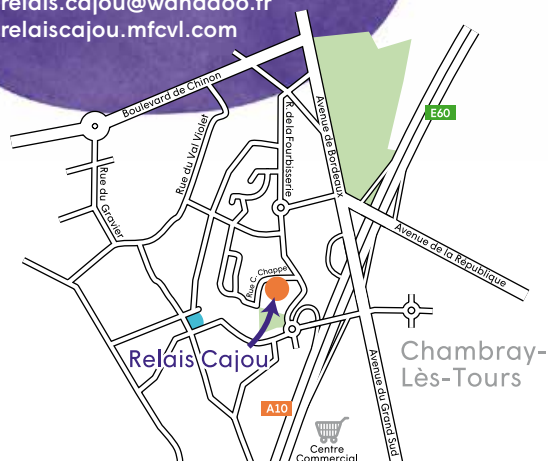 relais.cajou@wanadoo.fr
relaiscajou.mfcvl.com
Boulevard de Chinon
E60
Avenue de Bordeaux
R. de la Fourbisserie
Rue du Val Violet
Rue du Gravier
Avenue de la République
Rue C. Chappe
Relais Cajou
Chambray-
Lès-Tours
Avenue du Grand Sud
A10
Centre
Commercial